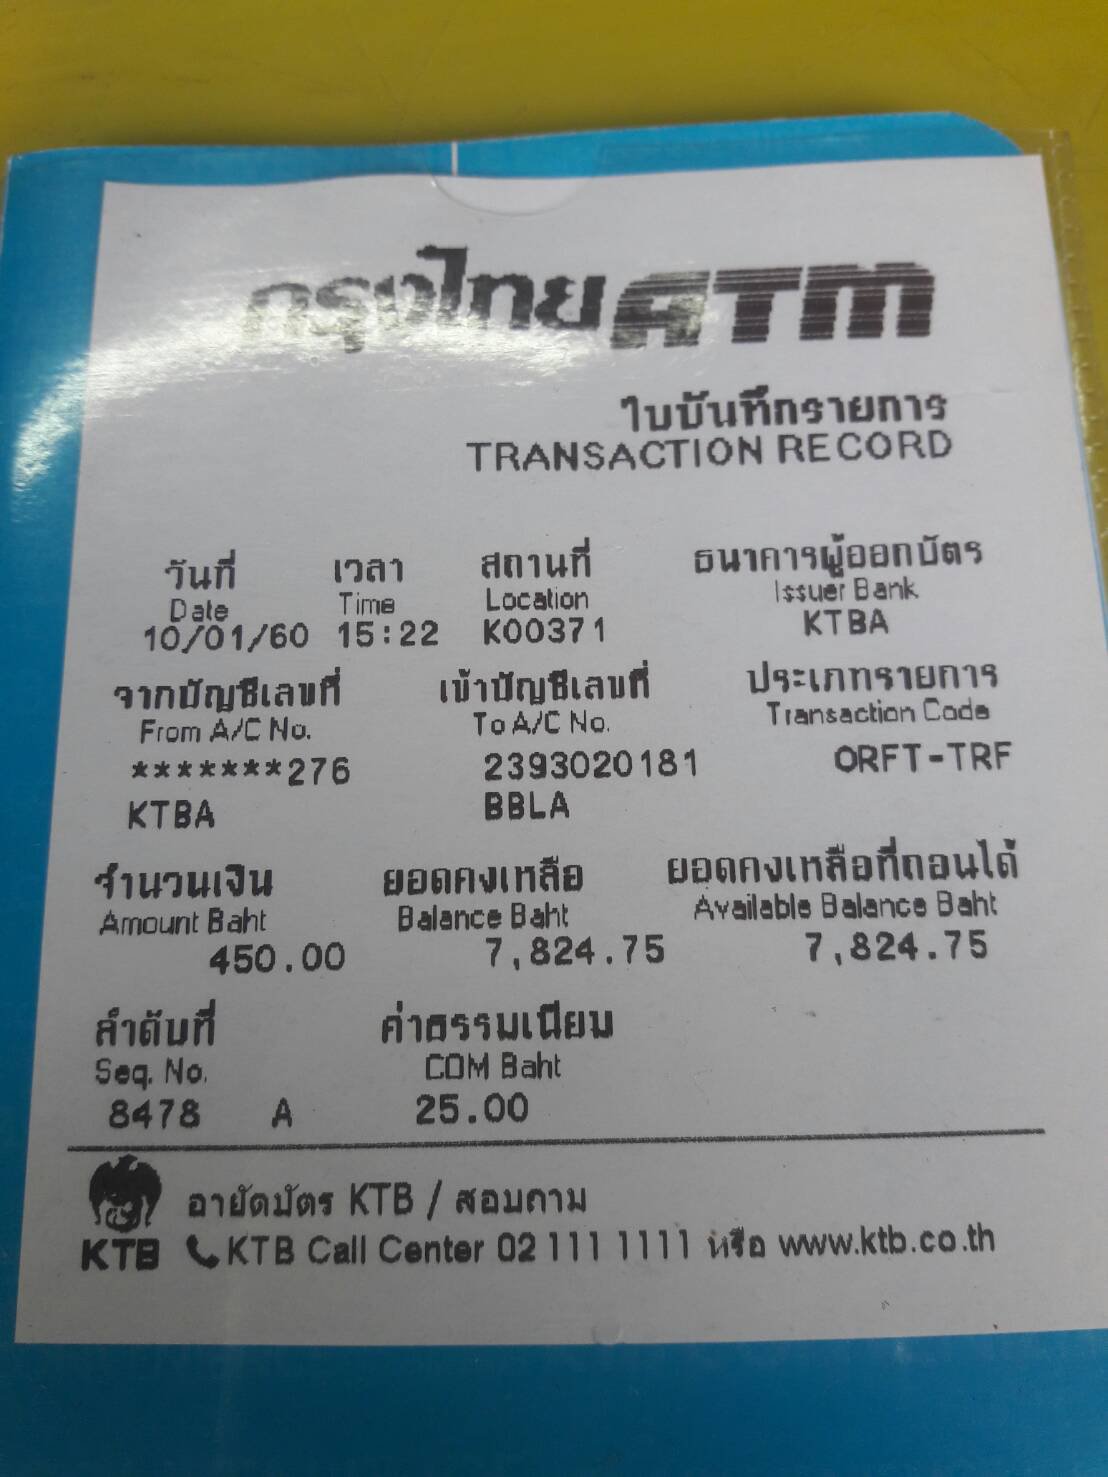 กรุงไทย ATM
ใบบันทึกรายการ
TRANSACTION RECORD
วันที่ เวลา สถานที่ ธนาคารผู้ออกบัตร
Date Time Location Issuer Bank
10/01/60 15:22 K00371 KTBA
จากบัญชีเลขที่ เข้าบัญชีเลขที่ ประเภทรายการ
From A/C No. To A/C No. Transaction Code
*******276 2393020181 ORFT-TRF
KTBA BBLA
จำนวนเงิน ยอดคงเหลือ ยอดคงเหลือที่ถอนได้
Amount Baht Balance Baht Available Balance Baht
450.00 7,824.75 7,824.75
ลำดับที่ ค่าธรรมเนียม
Seq. No. COM Baht
8478 A 25.00
อายัดบัตร KTB / สอบถาม
KTB KTB Call Center 02 111 1111 หรือ www.ktb.co.th